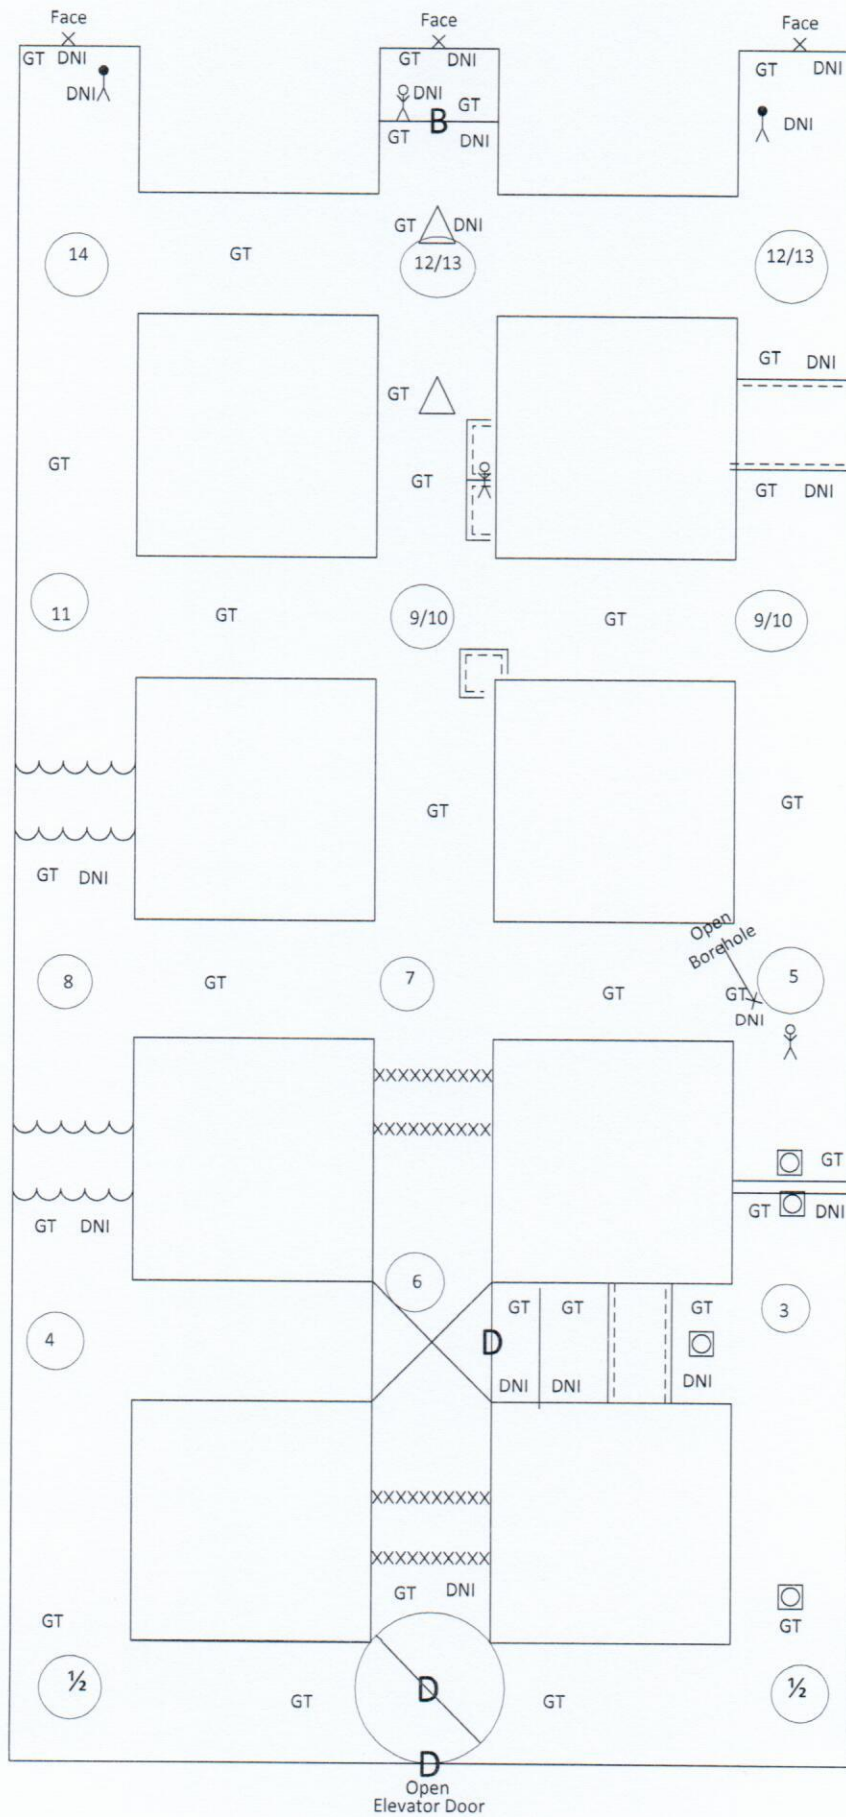 Face Face Face
GT DNI GT DNI GT DNI
DNI DNI GT DNI
B
GT DNI
GT DNI
14 GT 12/13 12/13
GT DNI
GT
GT GT
GT DNI
11 GT 9/10 GT 9/10
GT GT
GT DNI
Open
Borehole
8 GT 7 GT GT 5
DNI
XXXXXXXXXX
XXXXXXXXXX
GT
GT DNI GT DNI
6
GT GT GT
4 D 3
DNI DNI DNI
XXXXXXXXXX
XXXXXXXXXX
GT DNI
GT GT
½ GT D GT ½
D
Open
Elevator Door